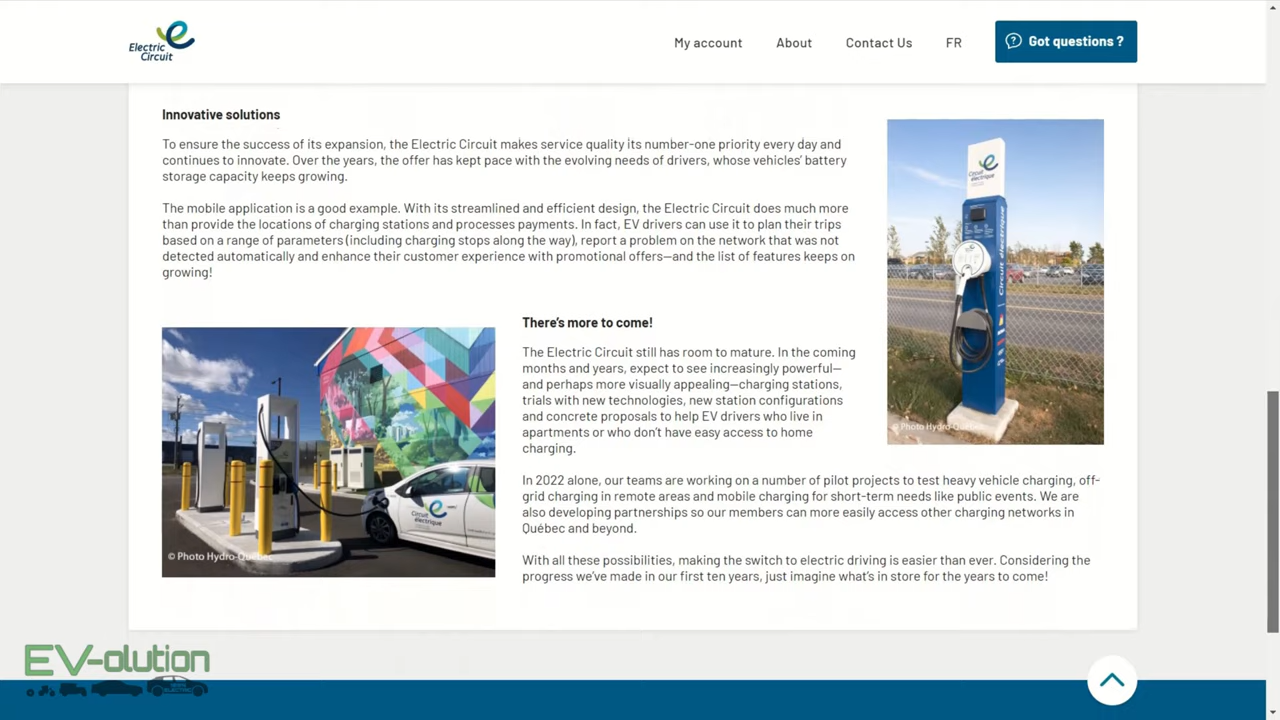 Electric
Circuit
My account
About
Contact Us
FR
Got questions ?
Innovative solutions
To ensure the success of its expansion, the Electric Circuit makes service quality its number-one priority every day and
continues to innovate. Over the years, the offer has kept pace with the evolving needs of drivers, whose vehicles' battery
storage capacity keeps growing.
The mobile application is a good example. With its streamlined and efficient design, the Electric Circuit does much more
than provide the locations of charging stations and processes payments. In fact, EV drivers can use it to plan their trips
based on a range of parameters (including charging stops along the way), report a problem on the network that was not
detected automatically and enhance their customer experience with promotional offers—and the list of features keeps on
growing!
Circuit
électrique
Circuit électrique
© Photo Hydro-Québec
There's more to come!
The Electric Circuit still has room to mature. In the coming
months and years, expect to see increasingly powerful—
and perhaps more visually appealing—charging stations,
trials with new technologies, new station configurations
and concrete proposals to help EV drivers who live in
apartments or who don't have easy access to home
charging.
Circuit
électrique
© Photo Hydro-Québec
In 2022 alone, our teams are working on a number of pilot projects to test heavy vehicle charging, off-
grid charging in remote areas and mobile charging for short-term needs like public events. We are
also developing partnerships so our members can more easily access other charging networks in
Québec and beyond.
With all these possibilities, making the switch to electric driving is easier than ever. Considering the
progress we've made in our first ten years, just imagine what's in store for the years to come!
EV-olution